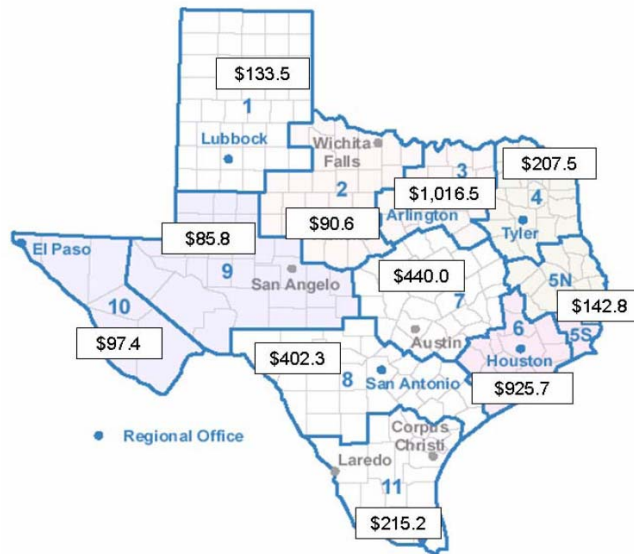 $133.5
1
Lubbock
Wichita
Falls
2
$90.6
3
$1,016.5
Arlington
$207.5
4
Tyler
El Paso
$85.8
9
San Angelo
$440.0
7
Austin
5N
$142.8
5S
10
$97.4
6
Houston
$925.7
$402.3
8
San Antonio
Regional Office
Corpus
Christi
Laredo
11
$215.2